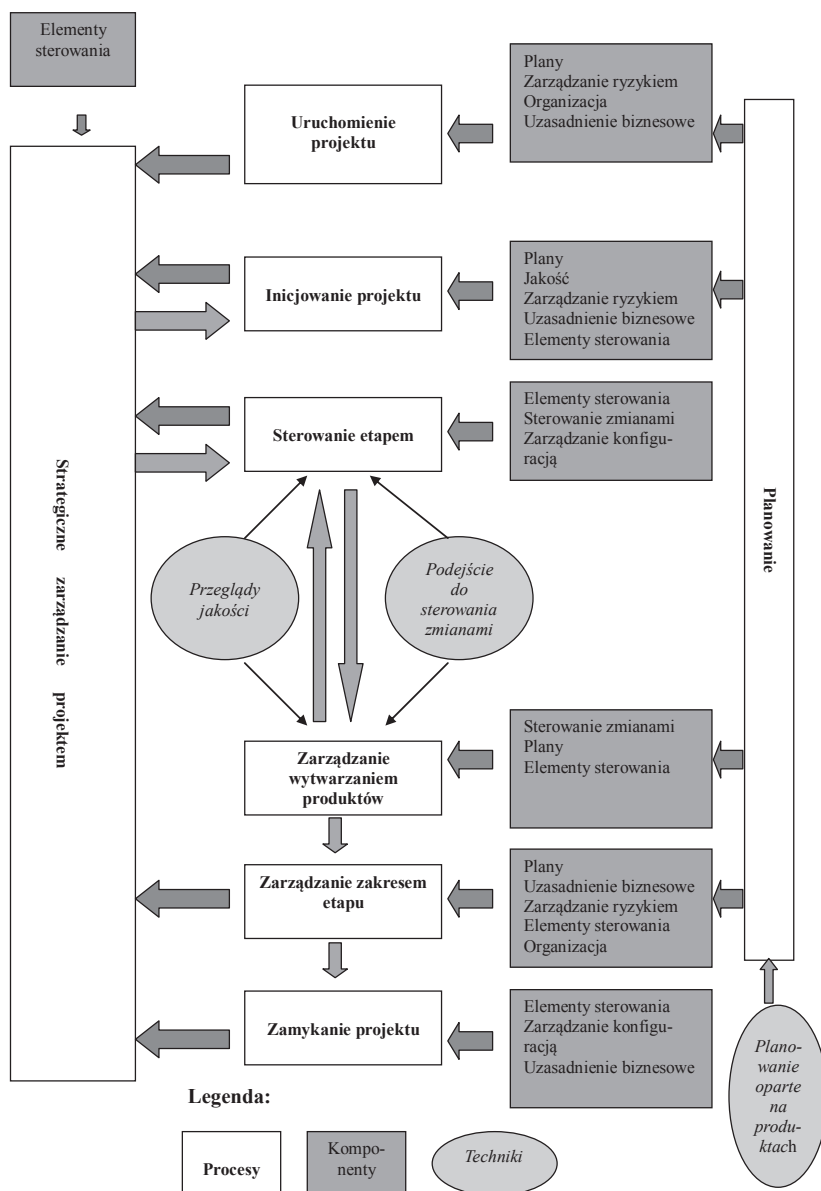 Elementy
sterowania
Uruchomienie
projektu
Plany
Zarządzanie ryzykiem
Organizacja
Uzasadnienie biznesowe
Inicjowanie projektu
Plany
Jakość
Zarządzanie ryzykiem
Uzasadnienie biznesowe
Elementy sterowania
Sterowanie etapem
Elementy sterowania
Sterowanie zmianami
Zarządzanie konfigu-
racją
Strategiczne zarządzanie projektem
Planowanie
Przeglądy
jakości
Podejście
do
sterowania
zmianami
Zarządzanie
wytwarzaniem
produktów
Sterowanie zmianami
Plany
Elementy sterowania
Zarządzanie zakresem
etapu
Plany
Uzasadnienie biznesowe
Zarządzanie ryzykiem
Elementy sterowania
Organizacja
Zamykanie projektu
Elementy sterowania
Zarządzanie konfigu-
racją
Uzasadnienie biznesowe
Plano-
wanie
oparte
na
produ-
ktach
Legenda:
Procesy
Kompo-
nenty
Techniki